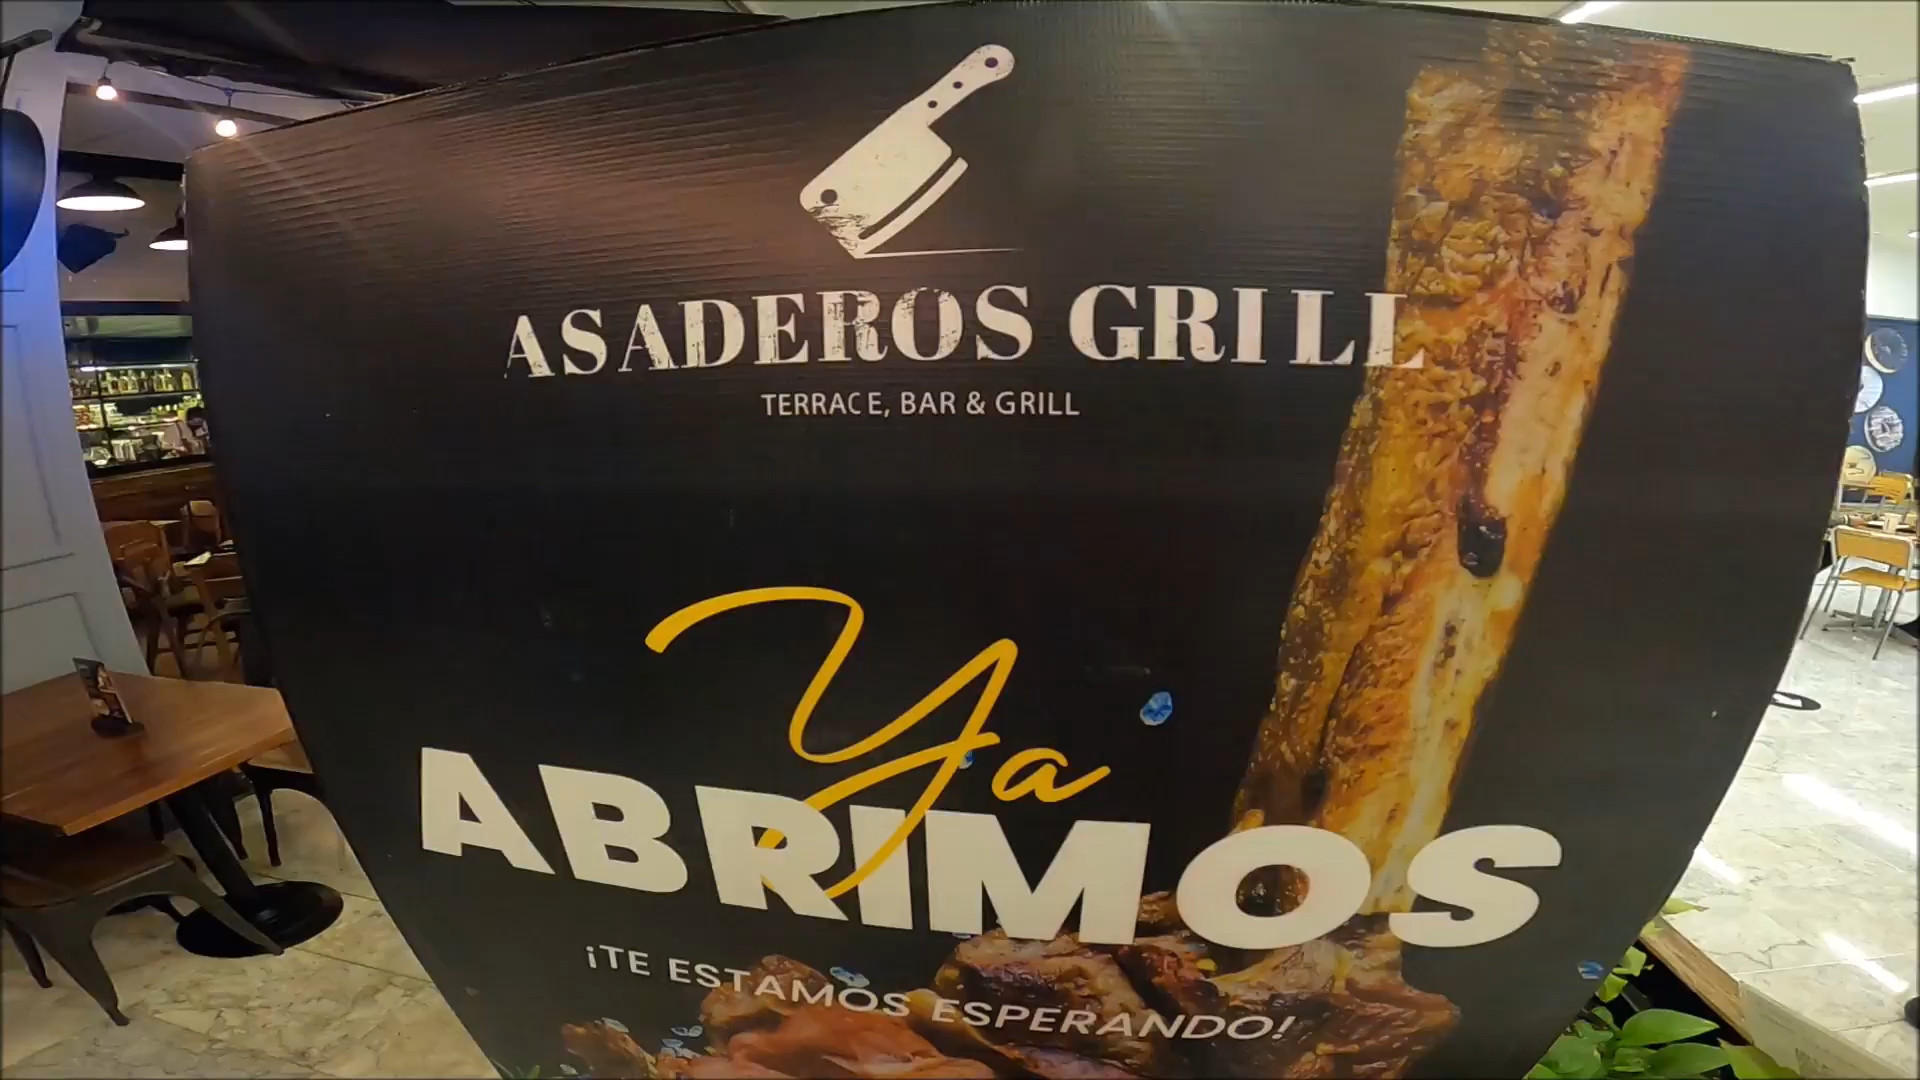 ASADEROS GRILL
TERRACE, BAR & GRILL
Ya
ABRIMOS
¡TE ESTAMOS ESPERANDO!